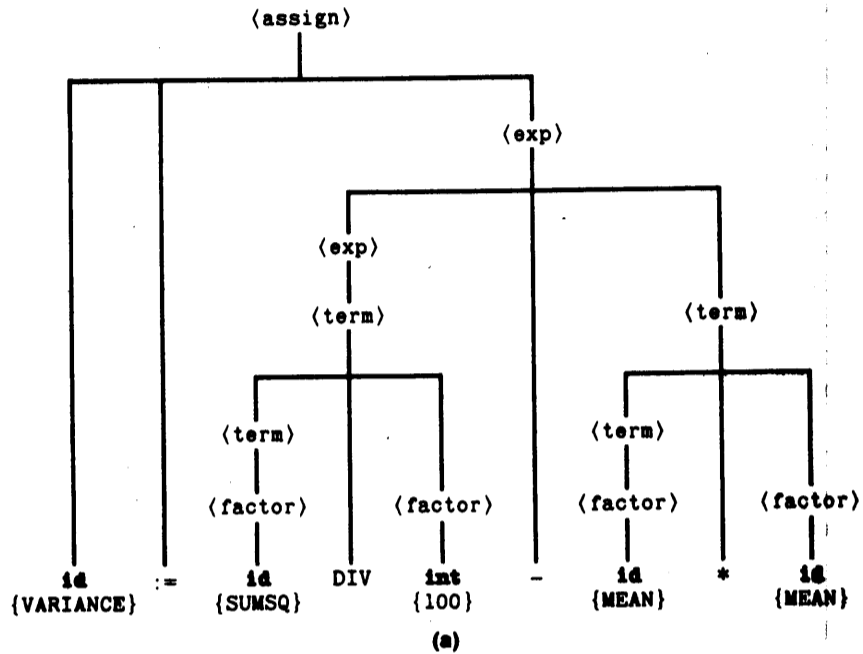 ⟨assign⟩
⟨exp⟩
⟨exp⟩
⟨term⟩ ⟨term⟩
⟨term⟩ ⟨term⟩
⟨factor⟩ ⟨factor⟩ ⟨factor⟩ ⟨factor⟩
id := id DIV int - id * id
{VARIANCE} {SUMSQ} {100} {MEAN} {MEAN}
(a)